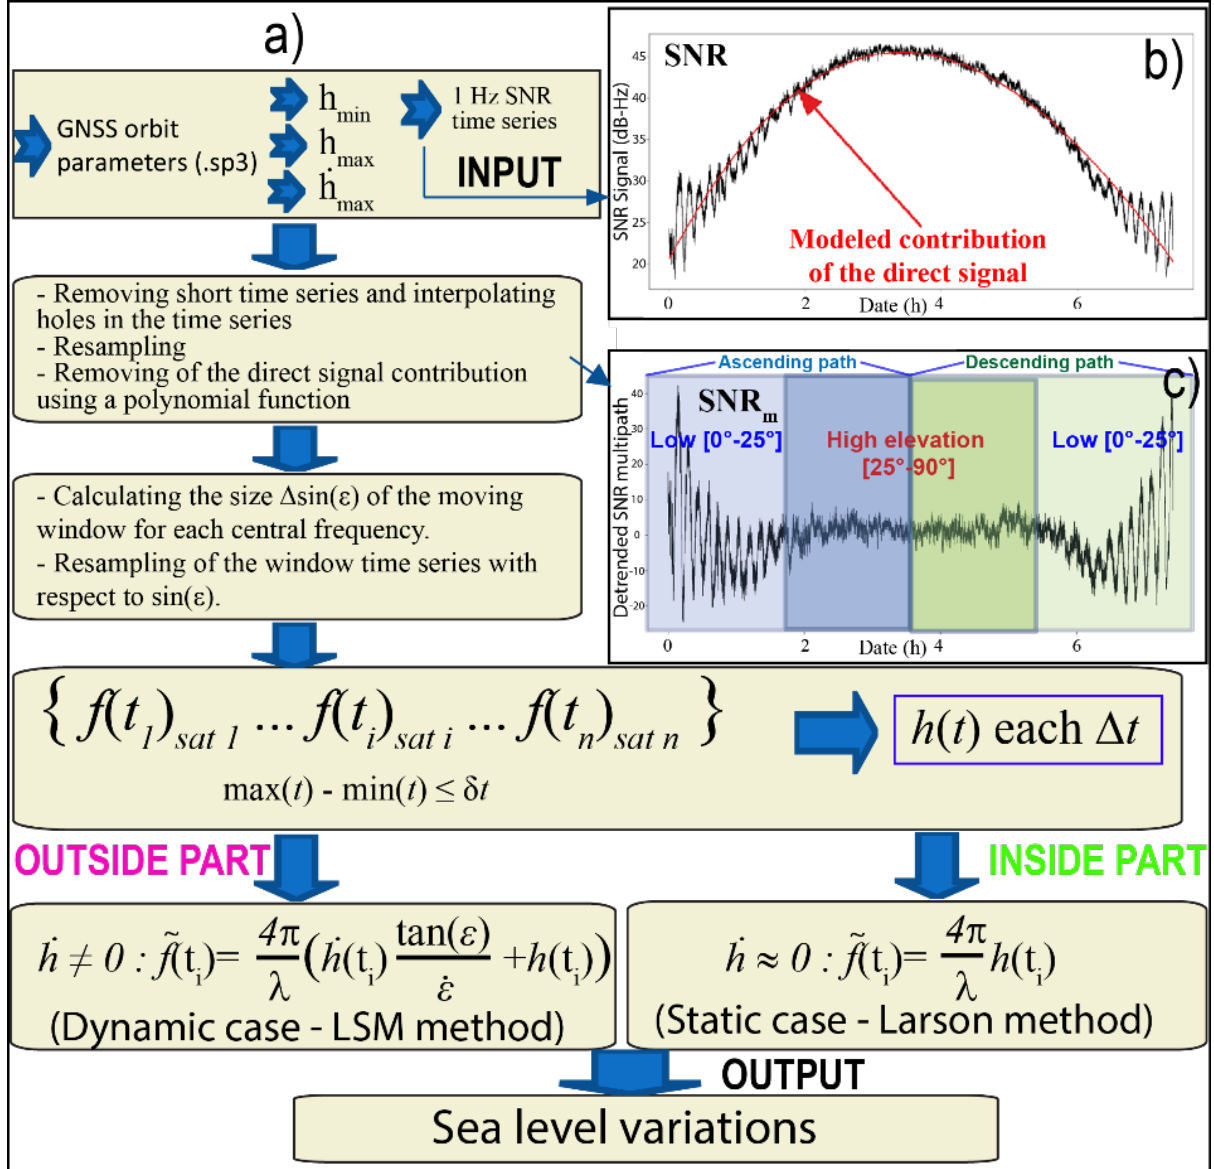 a)
GNSS orbit
parameters (.sp3)
h_min
h_max
ḣ_max
1 Hz SNR
time series
INPUT
b)
SNR
SNR Signal (dB-Hz)
45
40
35
30
25
20
Modeled contribution
of the direct signal
0 2 4 6
Date (h)
- Removing short time series and interpolating
holes in the time series
- Resampling
- Removing of the direct signal contribution
using a polynomial function
c)
Ascending path
Descending path
SNR_m
Low [0°-25°]
High elevation
[25°-90°]
Low [0°-25°]
Detrended SNR multipath
40
30
20
10
0
-10
-20
0 2 4 6
Date (h)
- Calculating the size Δsin(ε) of the moving
window for each central frequency.
- Resampling of the window time series with
respect to sin(ε).
{ f(t_1)_sat 1 ... f(t_i)_sat i ... f(t_n)_sat n }
max(t) - min(t) ≤ δt
h(t) each Δt
OUTSIDE PART
INSIDE PART
ḣ ≠ 0 : f̃(t_i)= 4π/λ (ḣ(t_i) tan(ε)/ε̇ +h(t_i))
(Dynamic case - LSM method)
ḣ ≈ 0 : f̃(t_i)= 4π/λ h(t_i)
(Static case - Larson method)
OUTPUT
Sea level variations